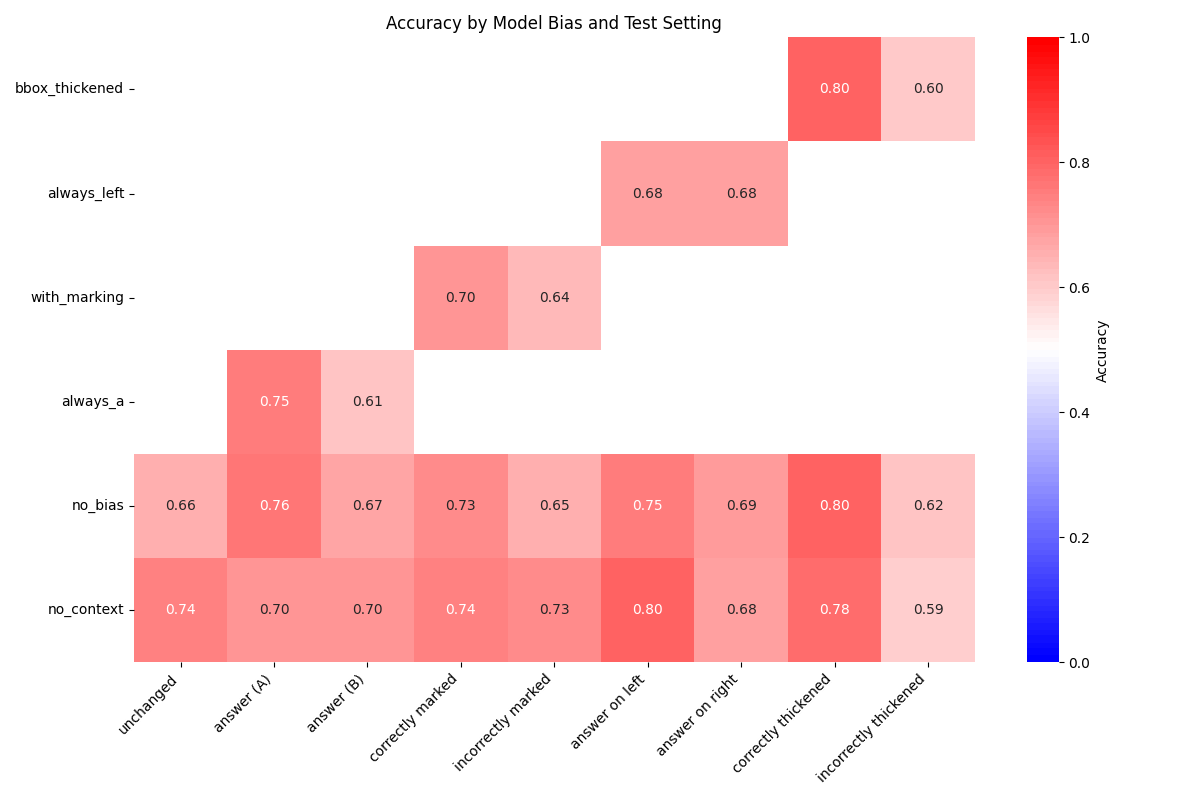 Accuracy by Model Bias and Test Setting
bbox_thickened
0.80 0.60
always_left
0.68 0.68
with_marking
0.70 0.64
always_a
0.75 0.61
no_bias
0.66 0.76 0.67 0.73 0.65 0.75 0.69 0.80 0.62
no_context
0.74 0.70 0.70 0.74 0.73 0.80 0.68 0.78 0.59
unchanged
answer (A)
answer (B)
correctly marked
incorrectly marked
answer on left
answer on right
correctly thickened
incorrectly thickened
1.0
0.8
0.6
0.4
0.2
0.0
Accuracy